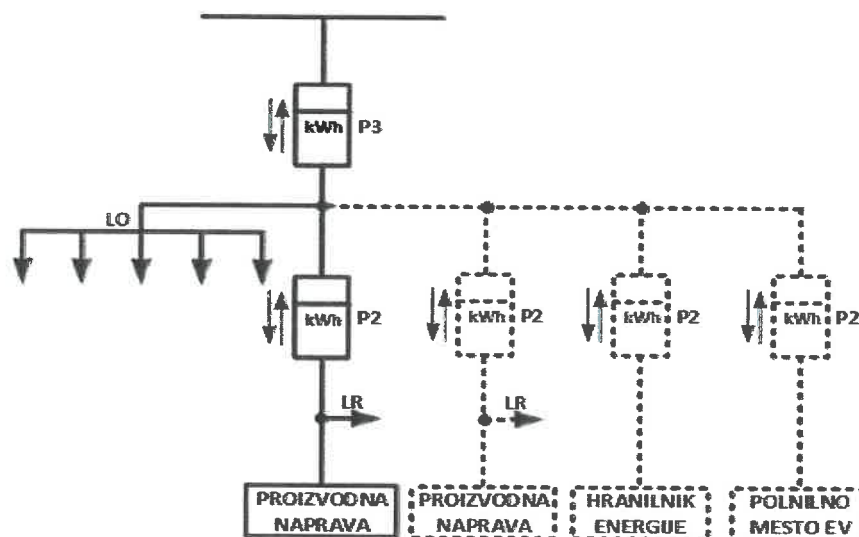 kWh P3
LO
kWh P2
kWh P2
kWh P2
kWh P2
LR
LR
PROIZVODNA
NAPRAVA
PROIZVODNA
NAPRAVA
HRANILNIK
ENERGIJE
POLNILNO
MESTO EV